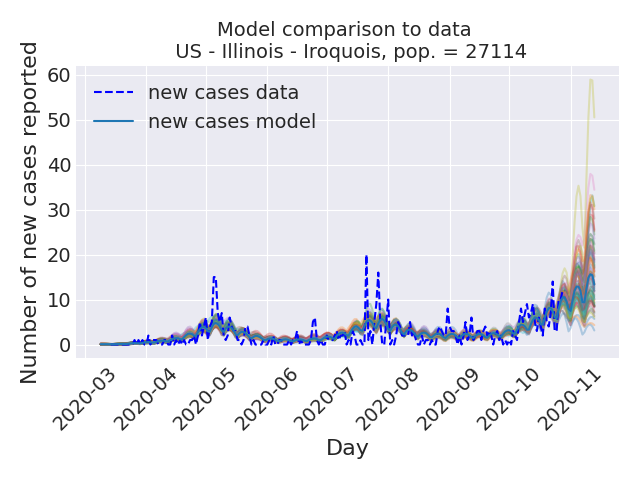 Model comparison to data
US - Illinois - Iroquois, pop. = 27114
Number of new cases reported
60
50
40
30
20
10
0
new cases data
new cases model
2020-03
2020-04
2020-05
2020-06
2020-07
2020-08
2020-09
2020-10
2020-11
Day